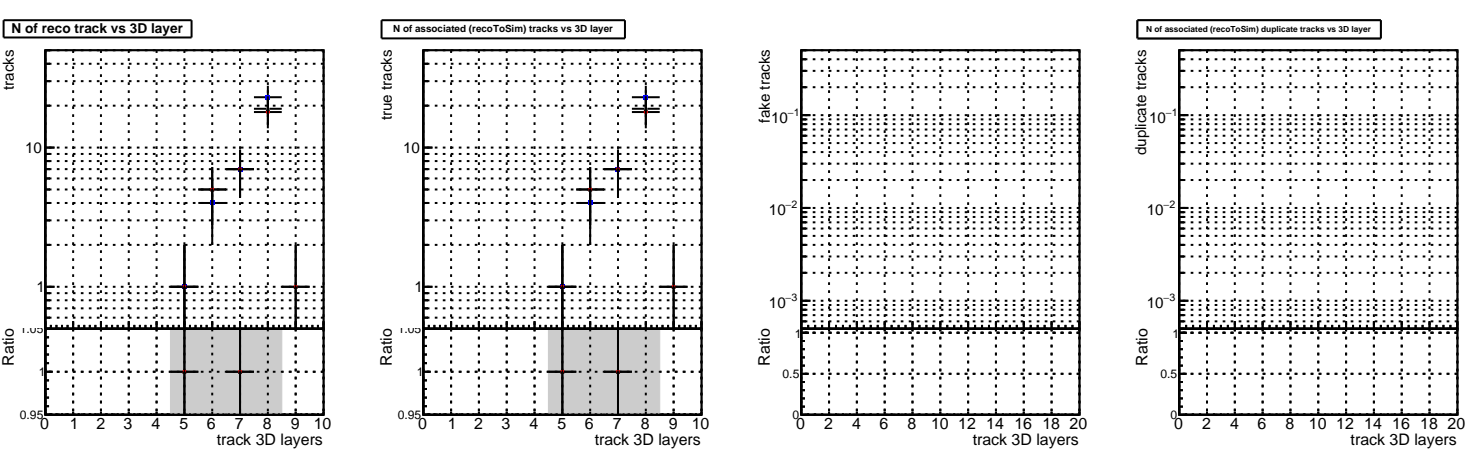 N of reco track vs 3D layer
tracks
10
1
Ratio
1.05
1
0.95
0 1 2 3 4 5 6 7 8 9 10
track 3D layers
N of associated (recoToSim) tracks vs 3D layer
true tracks
10
1
Ratio
1.05
1
0.95
0 1 2 3 4 5 6 7 8 9 10
track 3D layers
fake tracks
10⁻¹
10⁻²
10⁻³
Ratio
1
0.5
0
0 2 4 6 8 10 12 14 16 18 20
track 3D layers
N of associated (recoToSim) duplicate tracks vs 3D layer
duplicate tracks
10⁻¹
10⁻²
10⁻³
Ratio
1
0.5
0
0 2 4 6 8 10 12 14 16 18 20
track 3D layers